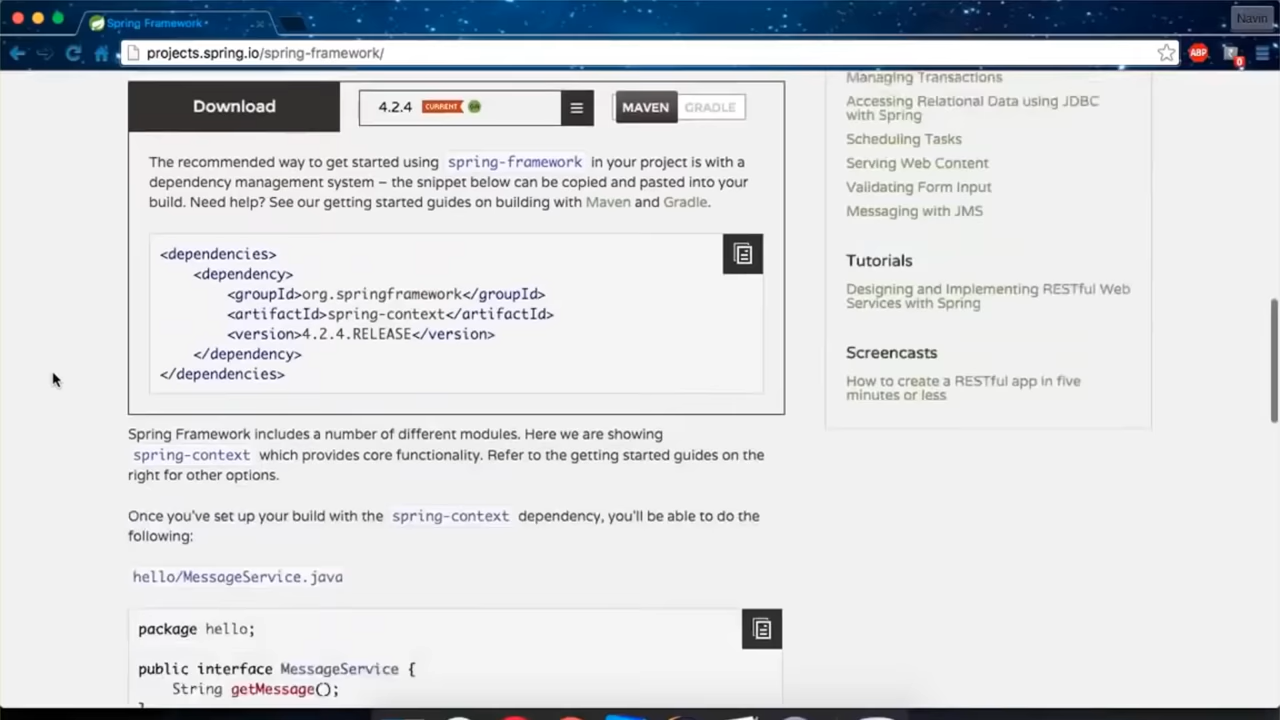 Spring Framework
Navin
projects.spring.io/spring-framework/
ABP
0
Download
4.2.4 CURRENT
MAVEN GRADLE
The recommended way to get started using spring-framework in your project is with a
dependency management system – the snippet below can be copied and pasted into your
build. Need help? See our getting started guides on building with Maven and Gradle.
<dependencies>
<dependency>
<groupId>org.springframework</groupId>
<artifactId>spring-context</artifactId>
<version>4.2.4.RELEASE</version>
</dependency>
</dependencies>
Spring Framework includes a number of different modules. Here we are showing
spring-context which provides core functionality. Refer to the getting started guides on the
right for other options.
Once you've set up your build with the spring-context dependency, you'll be able to do the
following:
hello/MessageService.java
package hello;
public interface MessageService {
String getMessage();
Managing Transactions
Accessing Relational Data using JDBC
with Spring
Scheduling Tasks
Serving Web Content
Validating Form Input
Messaging with JMS
Tutorials
Designing and Implementing RESTful Web
Services with Spring
Screencasts
How to create a RESTful app in five
minutes or less